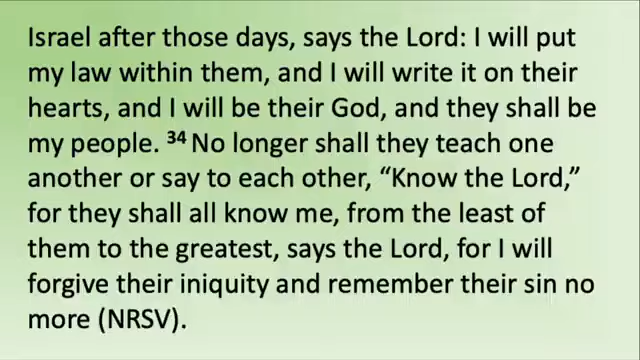 Israel after those days, says the Lord: I will put
my law within them, and I will write it on their
hearts, and I will be their God, and they shall be
my people. ³⁴ No longer shall they teach one
another or say to each other, “Know the Lord,”
for they shall all know me, from the least of
them to the greatest, says the Lord, for I will
forgive their iniquity and remember their sin no
more (NRSV).